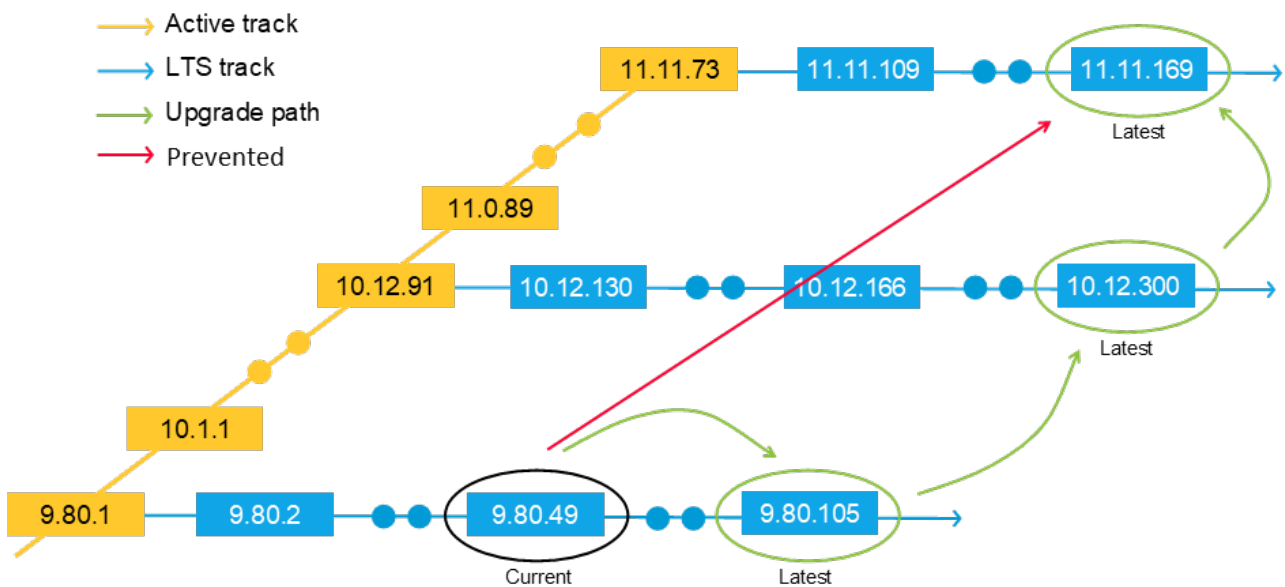 Active track
LTS track
Upgrade path
Prevented
11.11.73
11.11.109
11.11.169
Latest
11.0.89
10.12.91
10.12.130
10.12.166
10.12.300
Latest
10.1.1
9.80.1
9.80.2
9.80.49
9.80.105
Current
Latest